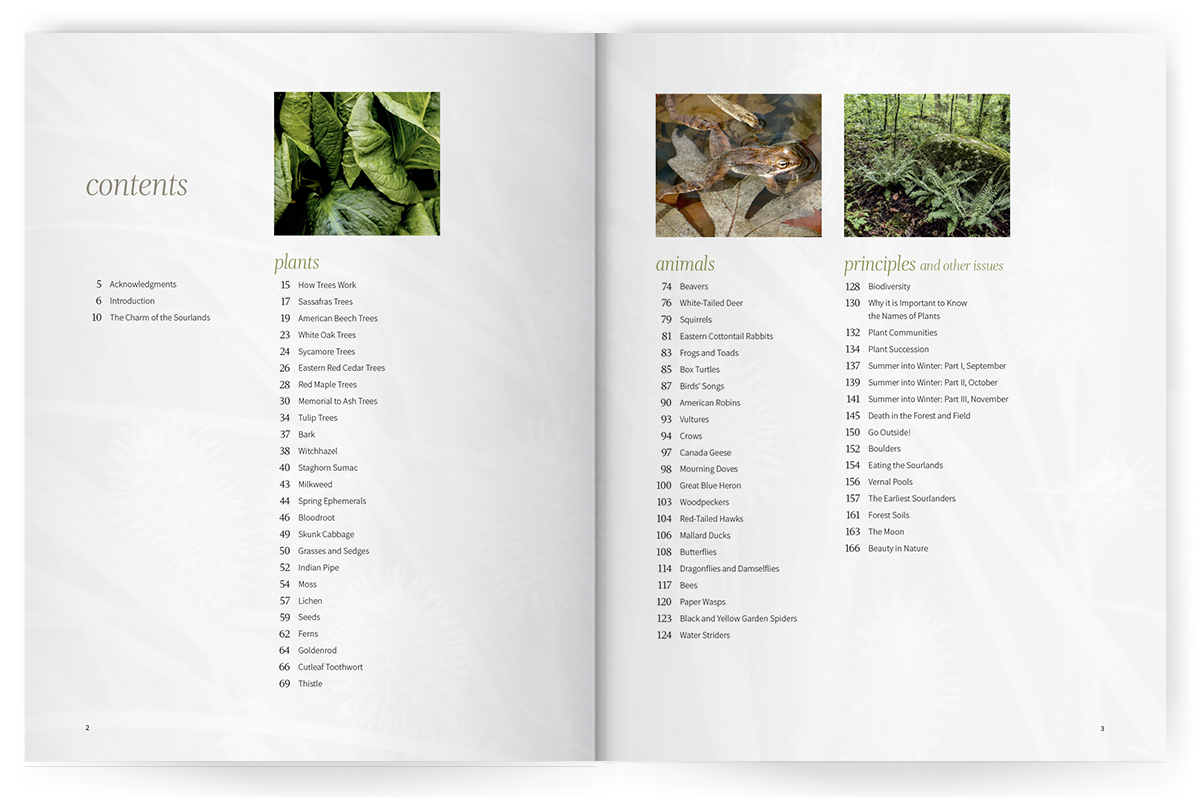 contents
5 Acknowledgments
6 Introduction
10 The Charm of the Sourlands
plants
15 How Trees Work
17 Sassafras Trees
19 American Beech Trees
23 White Oak Trees
24 Sycamore Trees
26 Eastern Red Cedar Trees
28 Red Maple Trees
30 Memorial to Ash Trees
34 Tulip Trees
37 Bark
38 Witchhazel
40 Staghorn Sumac
43 Milkweed
44 Spring Ephemerals
46 Bloodroot
49 Skunk Cabbage
50 Grasses and Sedges
52 Indian Pipe
54 Moss
57 Lichen
59 Seeds
62 Ferns
64 Goldenrod
66 Cutleaf Toothwort
69 Thistle
2
animals
74 Beavers
76 White-Tailed Deer
79 Squirrels
81 Eastern Cottontail Rabbits
83 Frogs and Toads
85 Box Turtles
87 Birds' Songs
90 American Robins
93 Vultures
94 Crows
97 Canada Geese
98 Mourning Doves
100 Great Blue Heron
103 Woodpeckers
104 Red-Tailed Hawks
106 Mallard Ducks
108 Butterflies
114 Dragonflies and Damselflies
117 Bees
120 Paper Wasps
123 Black and Yellow Garden Spiders
124 Water Striders
principles and other issues
128 Biodiversity
130 Why it is Important to Know
the Names of Plants
132 Plant Communities
134 Plant Succession
137 Summer into Winter: Part I, September
139 Summer into Winter: Part II, October
141 Summer into Winter: Part III, November
145 Death in the Forest and Field
150 Go Outside!
152 Boulders
154 Eating the Sourlands
156 Vernal Pools
157 The Earliest Sourlanders
161 Forest Soils
163 The Moon
166 Beauty in Nature
3